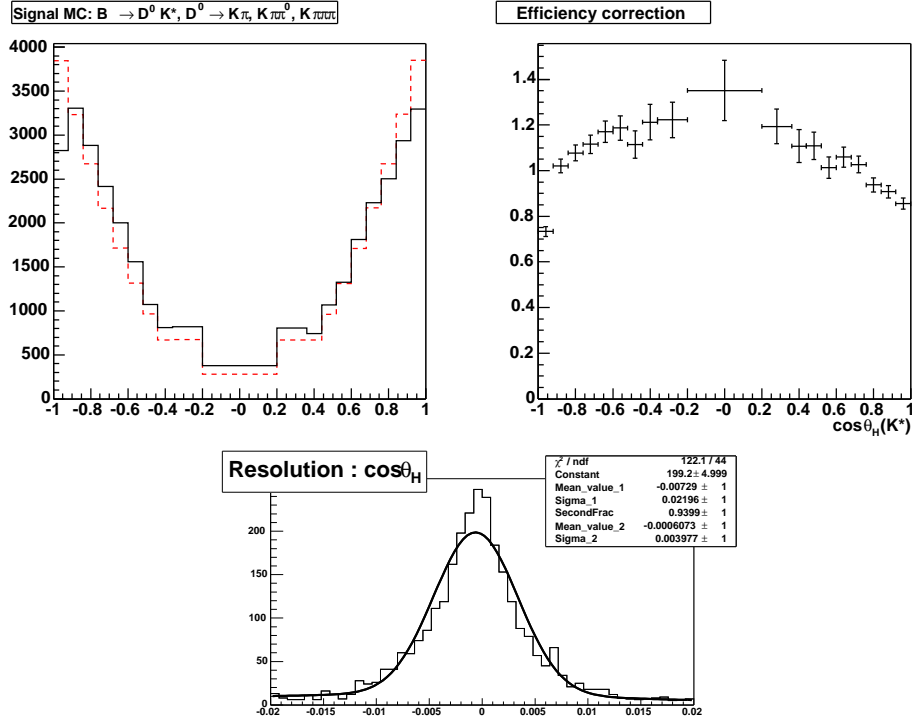 Signal MC: B → D⁰ K*, D⁰ → Kπ, Kππ⁰, Kπππ
Efficiency correction
4000
3500
3000
2500
2000
1500
1000
500
0
-1 -0.8 -0.6 -0.4 -0.2 -0 0.2 0.4 0.6 0.8 1
1.4
1.2
1
0.8
0.6
0.4
0.2
0
-1 -0.8 -0.6 -0.4 -0.2 0 0.2 0.4 0.6 0.8 1
cosθ_H(K*)
Resolution : cosθ_H
χ² / ndf 122.1 / 44
Constant 199.2 ± 4.999
Mean_value_1 -0.00729 ± 1
Sigma_1 0.02196 ± 1
SecondFrac 0.9399 ± 1
Mean_value_2 -0.0006073 ± 1
Sigma_2 0.003977 ± 1
200
150
100
50
0
-0.02 -0.015 -0.01 -0.005 0 0.005 0.01 0.015 0.02